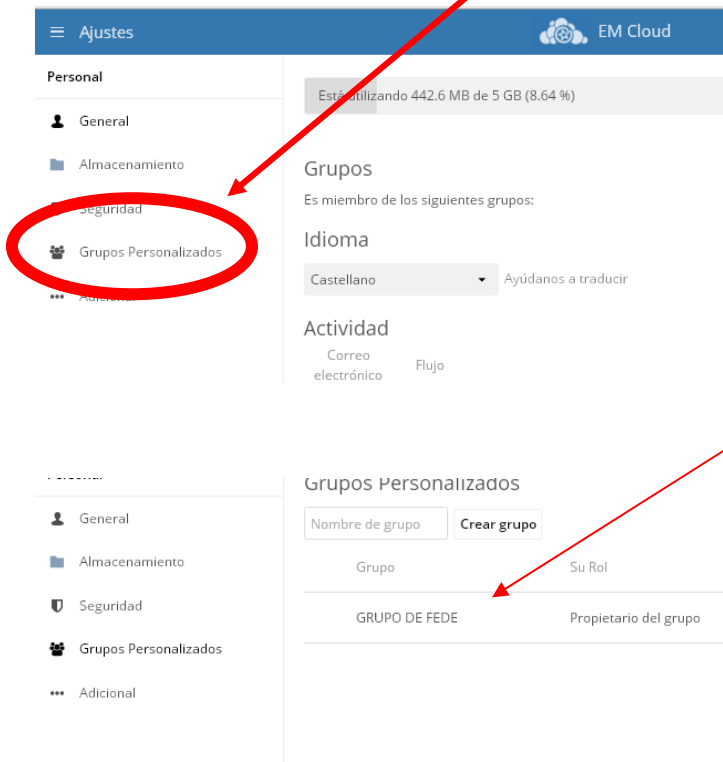 Ajustes
EM Cloud
Personal
General
Almacenamiento
Seguridad
Grupos Personalizados
Adicional
Está utilizando 442.6 MB de 5 GB (8.64 %)
Grupos
Es miembro de los siguientes grupos:
Idioma
Castellano
Ayúdanos a traducir
Actividad
Correo
electrónico
Flujo
Personal
General
Almacenamiento
Seguridad
Grupos Personalizados
Adicional
Grupos Personalizados
Nombre de grupo
Crear grupo
Grupo
Su Rol
GRUPO DE FEDE
Propietario del grupo